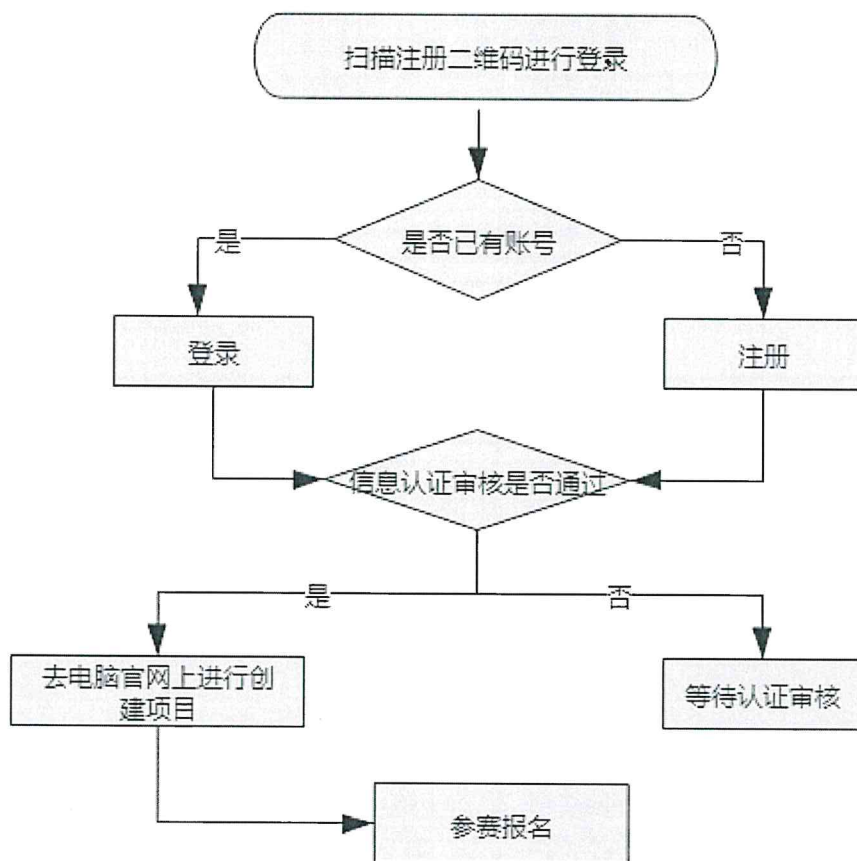 扫描注册二维码进行登录
是否已有账号
是
否
登录
注册
信息认证审核是否通过
是
否
去电脑官网上进行创
建项目
等待认证审核
参赛报名